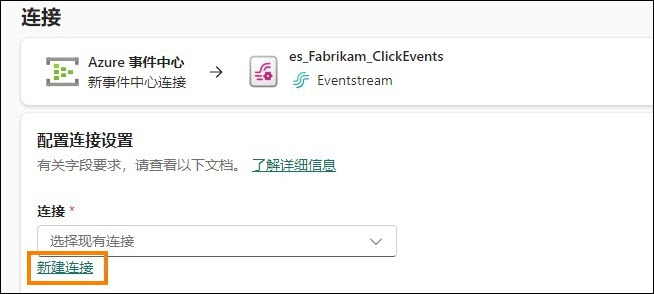 连接
Azure 事件中心
新事件中心连接
es_Fabrikam_ClickEvents
Eventstream
配置连接设置
有关字段要求，请查看以下文档。 了解详细信息
连接 *
选择现有连接
新建连接